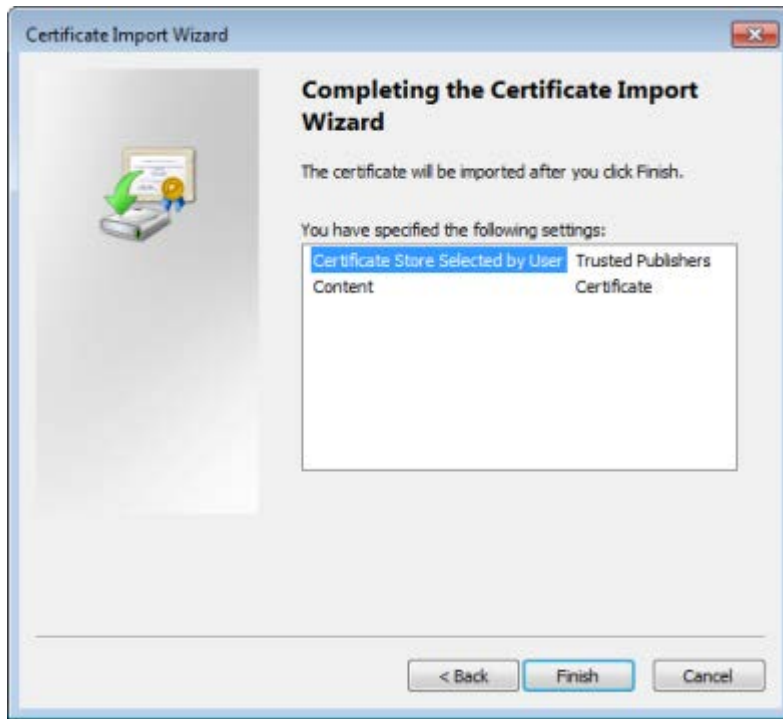 Certificate Import Wizard
Completing the Certificate Import
Wizard
The certificate will be imported after you click Finish.
You have specified the following settings:
Certificate Store Selected by User Trusted Publishers
Content Certificate
< Back Finish Cancel